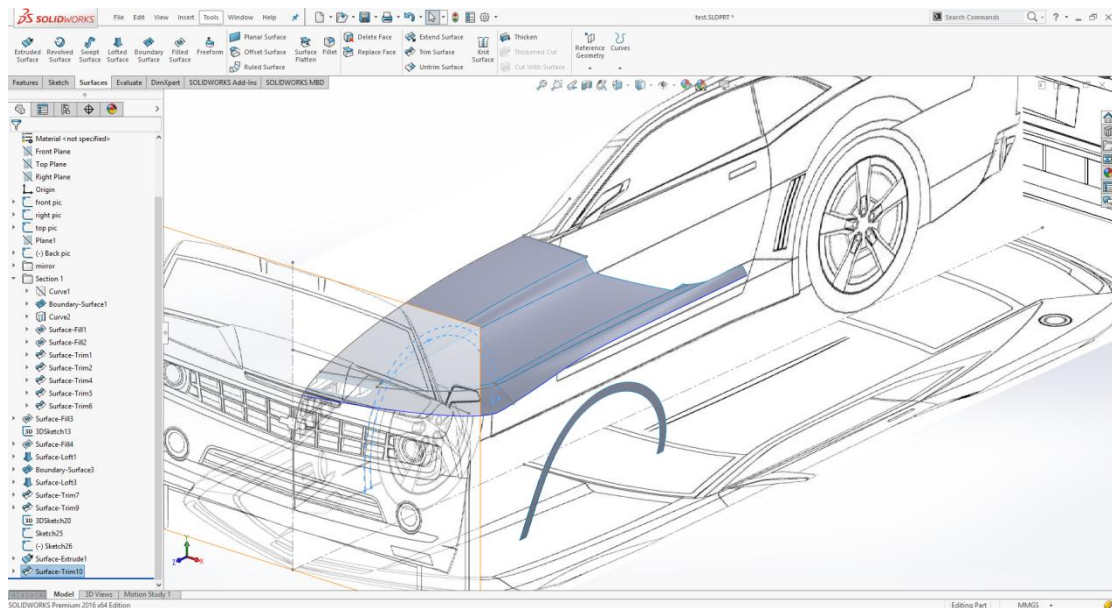 SOLIDWORKS File Edit View Insert Tools Window Help test.SLDPRT * Search Commands
Extruded Surface
Revolved Surface
Swept Surface
Lofted Surface
Boundary Surface
Filled Surface
Freeform
Planar Surface
Offset Surface
Ruled Surface
Surface Flatten
Fillet
Delete Face
Replace Face
Extend Surface
Trim Surface
Untrim Surface
Knit Surface
Thicken
Thickened Cut
Cut With Surface
Reference Geometry
Curves
Features Sketch Surfaces Evaluate DimXpert SOLIDWORKS Add-Ins SOLIDWORKS MBD
Material <not specified>
Front Plane
Top Plane
Right Plane
Origin
front pic
right pic
top pic
Plane1
(-) Back pic
mirror
Section 1
Curve1
Boundary-Surface1
Curve2
Surface-Fill1
Surface-Fill2
Surface-Trim1
Surface-Trim2
Surface-Trim4
Surface-Trim5
Surface-Trim6
Surface-Fill3
3D 3DSketch13
Surface-Fill4
Surface-Loft1
Boundary-Surface3
Surface-Loft3
Surface-Trim7
Surface-Trim9
3D 3DSketch20
Sketch25
(-) Sketch26
Surface-Extrude1
Surface-Trim10
Y
Z X
Model 3D Views Motion Study 1
SOLIDWORKS Premium 2016 x64 Edition Editing Part MMGS